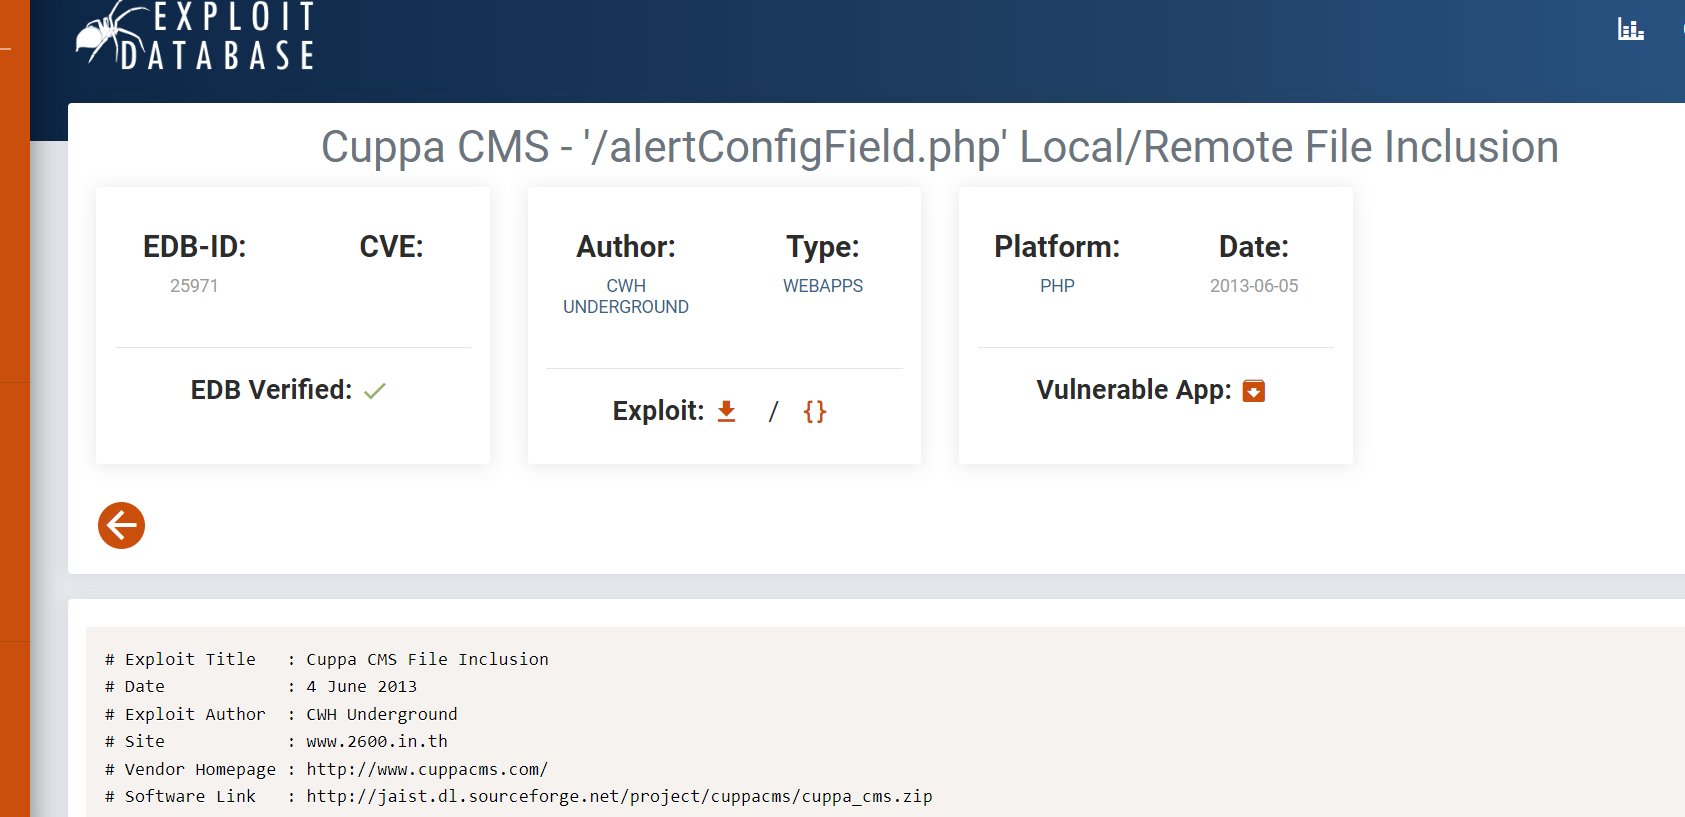 EXPLOIT
DATABASE
Cuppa CMS - '/alertConfigField.php' Local/Remote File Inclusion
EDB-ID:
25971
CVE:
EDB Verified:
Author:
CWH
UNDERGROUND
Type:
WEBAPPS
Exploit: / {}
Platform:
PHP
Date:
2013-06-05
Vulnerable App:
# Exploit Title   : Cuppa CMS File Inclusion
# Date            : 4 June 2013
# Exploit Author  : CWH Underground
# Site            : www.2600.in.th
# Vendor Homepage : http://www.cuppacms.com/
# Software Link   : http://jaist.dl.sourceforge.net/project/cuppacms/cuppa_cms.zip